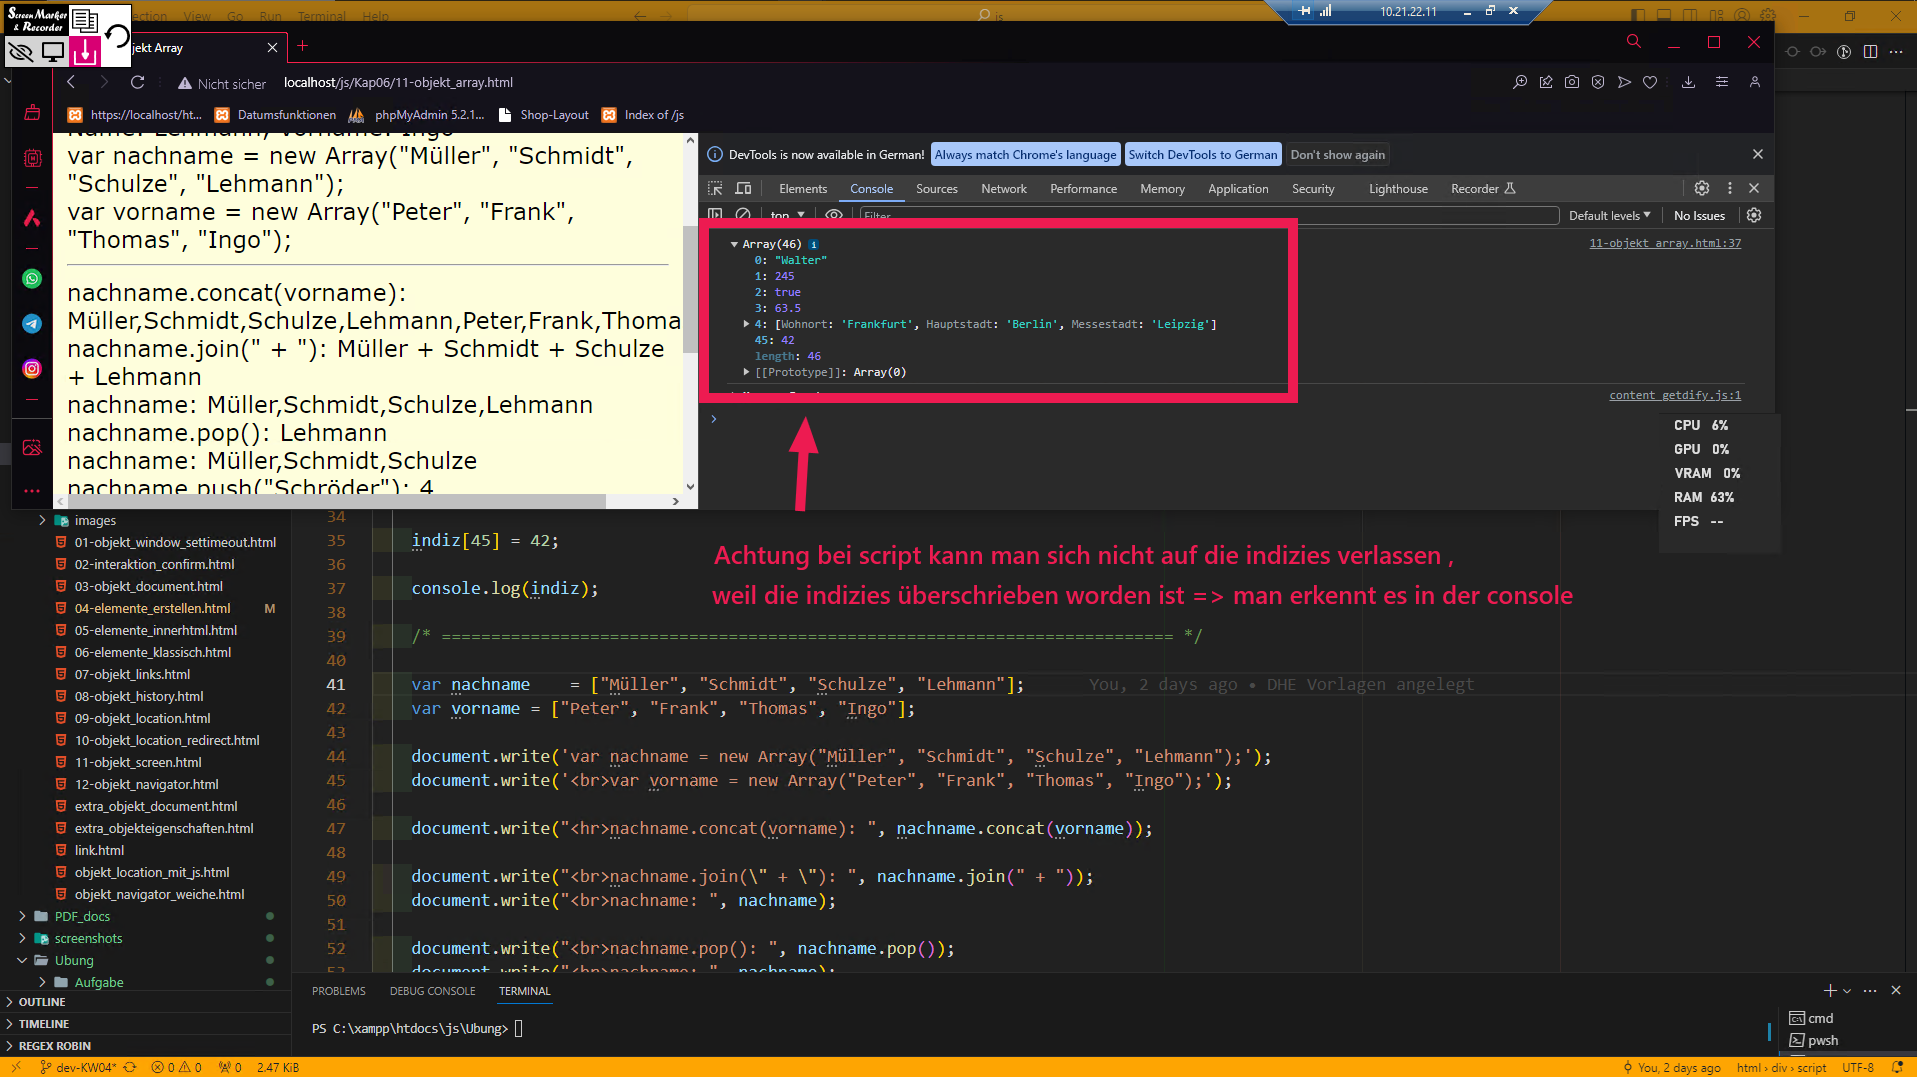 Screen Marker
& Recorder
ection View Go Run Terminal Help
js
10.21.22.11
jekt Array
Nicht sicher
localhost/js/Kap06/11-objekt_array.html
https://localhost/ht...
Datumsfunktionen
phpMyAdmin 5.2.1...
Shop-Layout
Index of /js
Name: Lehmann, Vorname: Ingo
var nachname = new Array("Müller", "Schmidt",
"Schulze", "Lehmann");
var vorname = new Array("Peter", "Frank",
"Thomas", "Ingo");
nachname.concat(vorname):
Müller,Schmidt,Schulze,Lehmann,Peter,Frank,Thoma
nachname.join(" + "): Müller + Schmidt + Schulze
+ Lehmann
nachname: Müller,Schmidt,Schulze,Lehmann
nachname.pop(): Lehmann
nachname: Müller,Schmidt,Schulze
nachname.push("Schröder"): 4
DevTools is now available in German!
Always match Chrome's language
Switch DevTools to German
Don't show again
Elements Console Sources Network Performance Memory Application Security Lighthouse Recorder
top
Filter
Default levels
No Issues
Array(46)
11-objekt array.html:37
0: "Walter"
1: 245
2: true
3: 63.5
4: [Wohnort: 'Frankfurt', Hauptstadt: 'Berlin', Messestadt: 'Leipzig']
45: 42
length: 46
[[Prototype]]: Array(0)
content getdify.js:1
CPU 6%
GPU 0%
VRAM 0%
RAM 63%
FPS --
Achtung bei script kann man sich nicht auf die indizies verlassen ,
weil die indizies überschrieben worden ist => man erkennt es in der console
images
01-objekt_window_settimeout.html
02-interaktion_confirm.html
03-objekt_document.html
04-elemente_erstellen.html M
05-elemente_innerhtml.html
06-elemente_klassisch.html
07-objekt_links.html
08-objekt_history.html
09-objekt_location.html
10-objekt_location_redirect.html
11-objekt_screen.html
12-objekt_navigator.html
extra_objekt_document.html
extra_objekteigenschaften.html
link.html
objekt_location_mit_js.html
objekt_navigator_weiche.html
PDF_docs
screenshots
Ubung
Aufgabe
OUTLINE
TIMELINE
REGEX ROBIN
34
35 indiz[45] = 42;
36
37 console.log(indiz);
38
39 /* ========================================================================== */
40
41 var nachname    = ["Müller", "Schmidt", "Schulze", "Lehmann"]; You, 2 days ago • DHE Vorlagen angelegt
42 var vorname = ["Peter", "Frank", "Thomas", "Ingo"];
43
44 document.write('var nachname = new Array("Müller", "Schmidt", "Schulze", "Lehmann");');
45 document.write('<br>var vorname = new Array("Peter", "Frank", "Thomas", "Ingo");');
46
47 document.write("<hr>nachname.concat(vorname): ", nachname.concat(vorname));
48
49 document.write("<br>nachname.join(\" + \"): ", nachname.join(" + "));
50 document.write("<br>nachname: ", nachname);
51
52 document.write("<br>nachname.pop(): ", nachname.pop());
53 document.write("<br>nachname: ", nachname);
PROBLEMS DEBUG CONSOLE TERMINAL
PS C:\xampp\htdocs\js\Ubung>
cmd
pwsh
dev-KW04* 0 0 0 2.47 KiB
You, 2 days ago html › div › script UTF-8